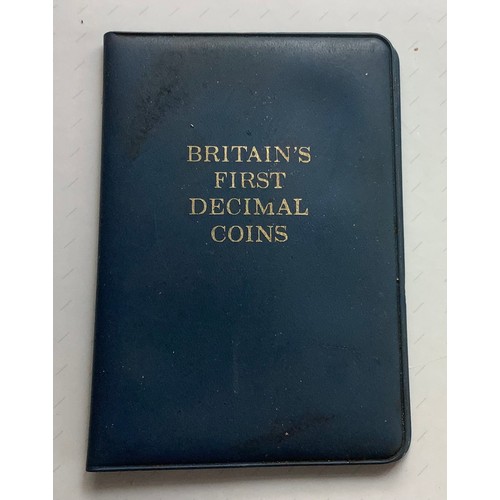 BRITAIN'S
FIRST
DECIMAL
COINS